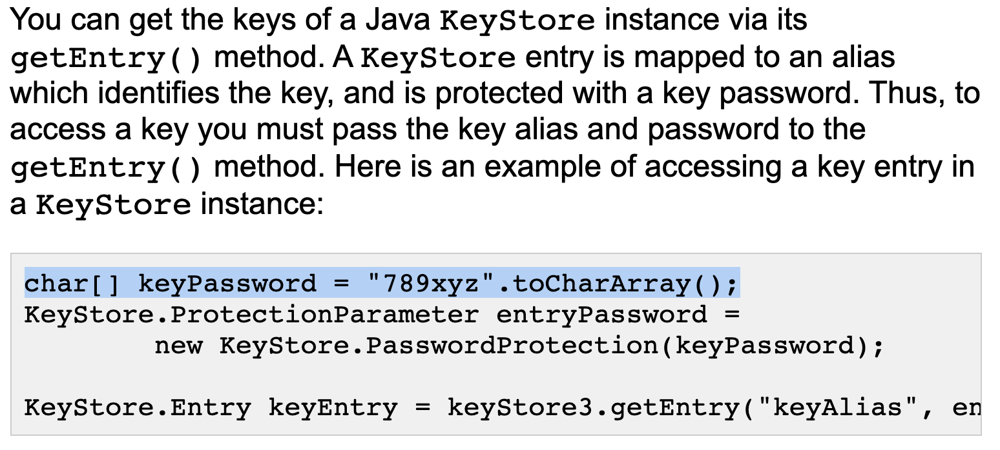 You can get the keys of a Java KeyStore instance via its
getEntry() method. A KeyStore entry is mapped to an alias
which identifies the key, and is protected with a key password. Thus, to
access a key you must pass the key alias and password to the
getEntry() method. Here is an example of accessing a key entry in
a KeyStore instance:
char[] keyPassword = "789xyz".toCharArray();
KeyStore.ProtectionParameter entryPassword =
        new KeyStore.PasswordProtection(keyPassword);
KeyStore.Entry keyEntry = keyStore3.getEntry("keyAlias", en